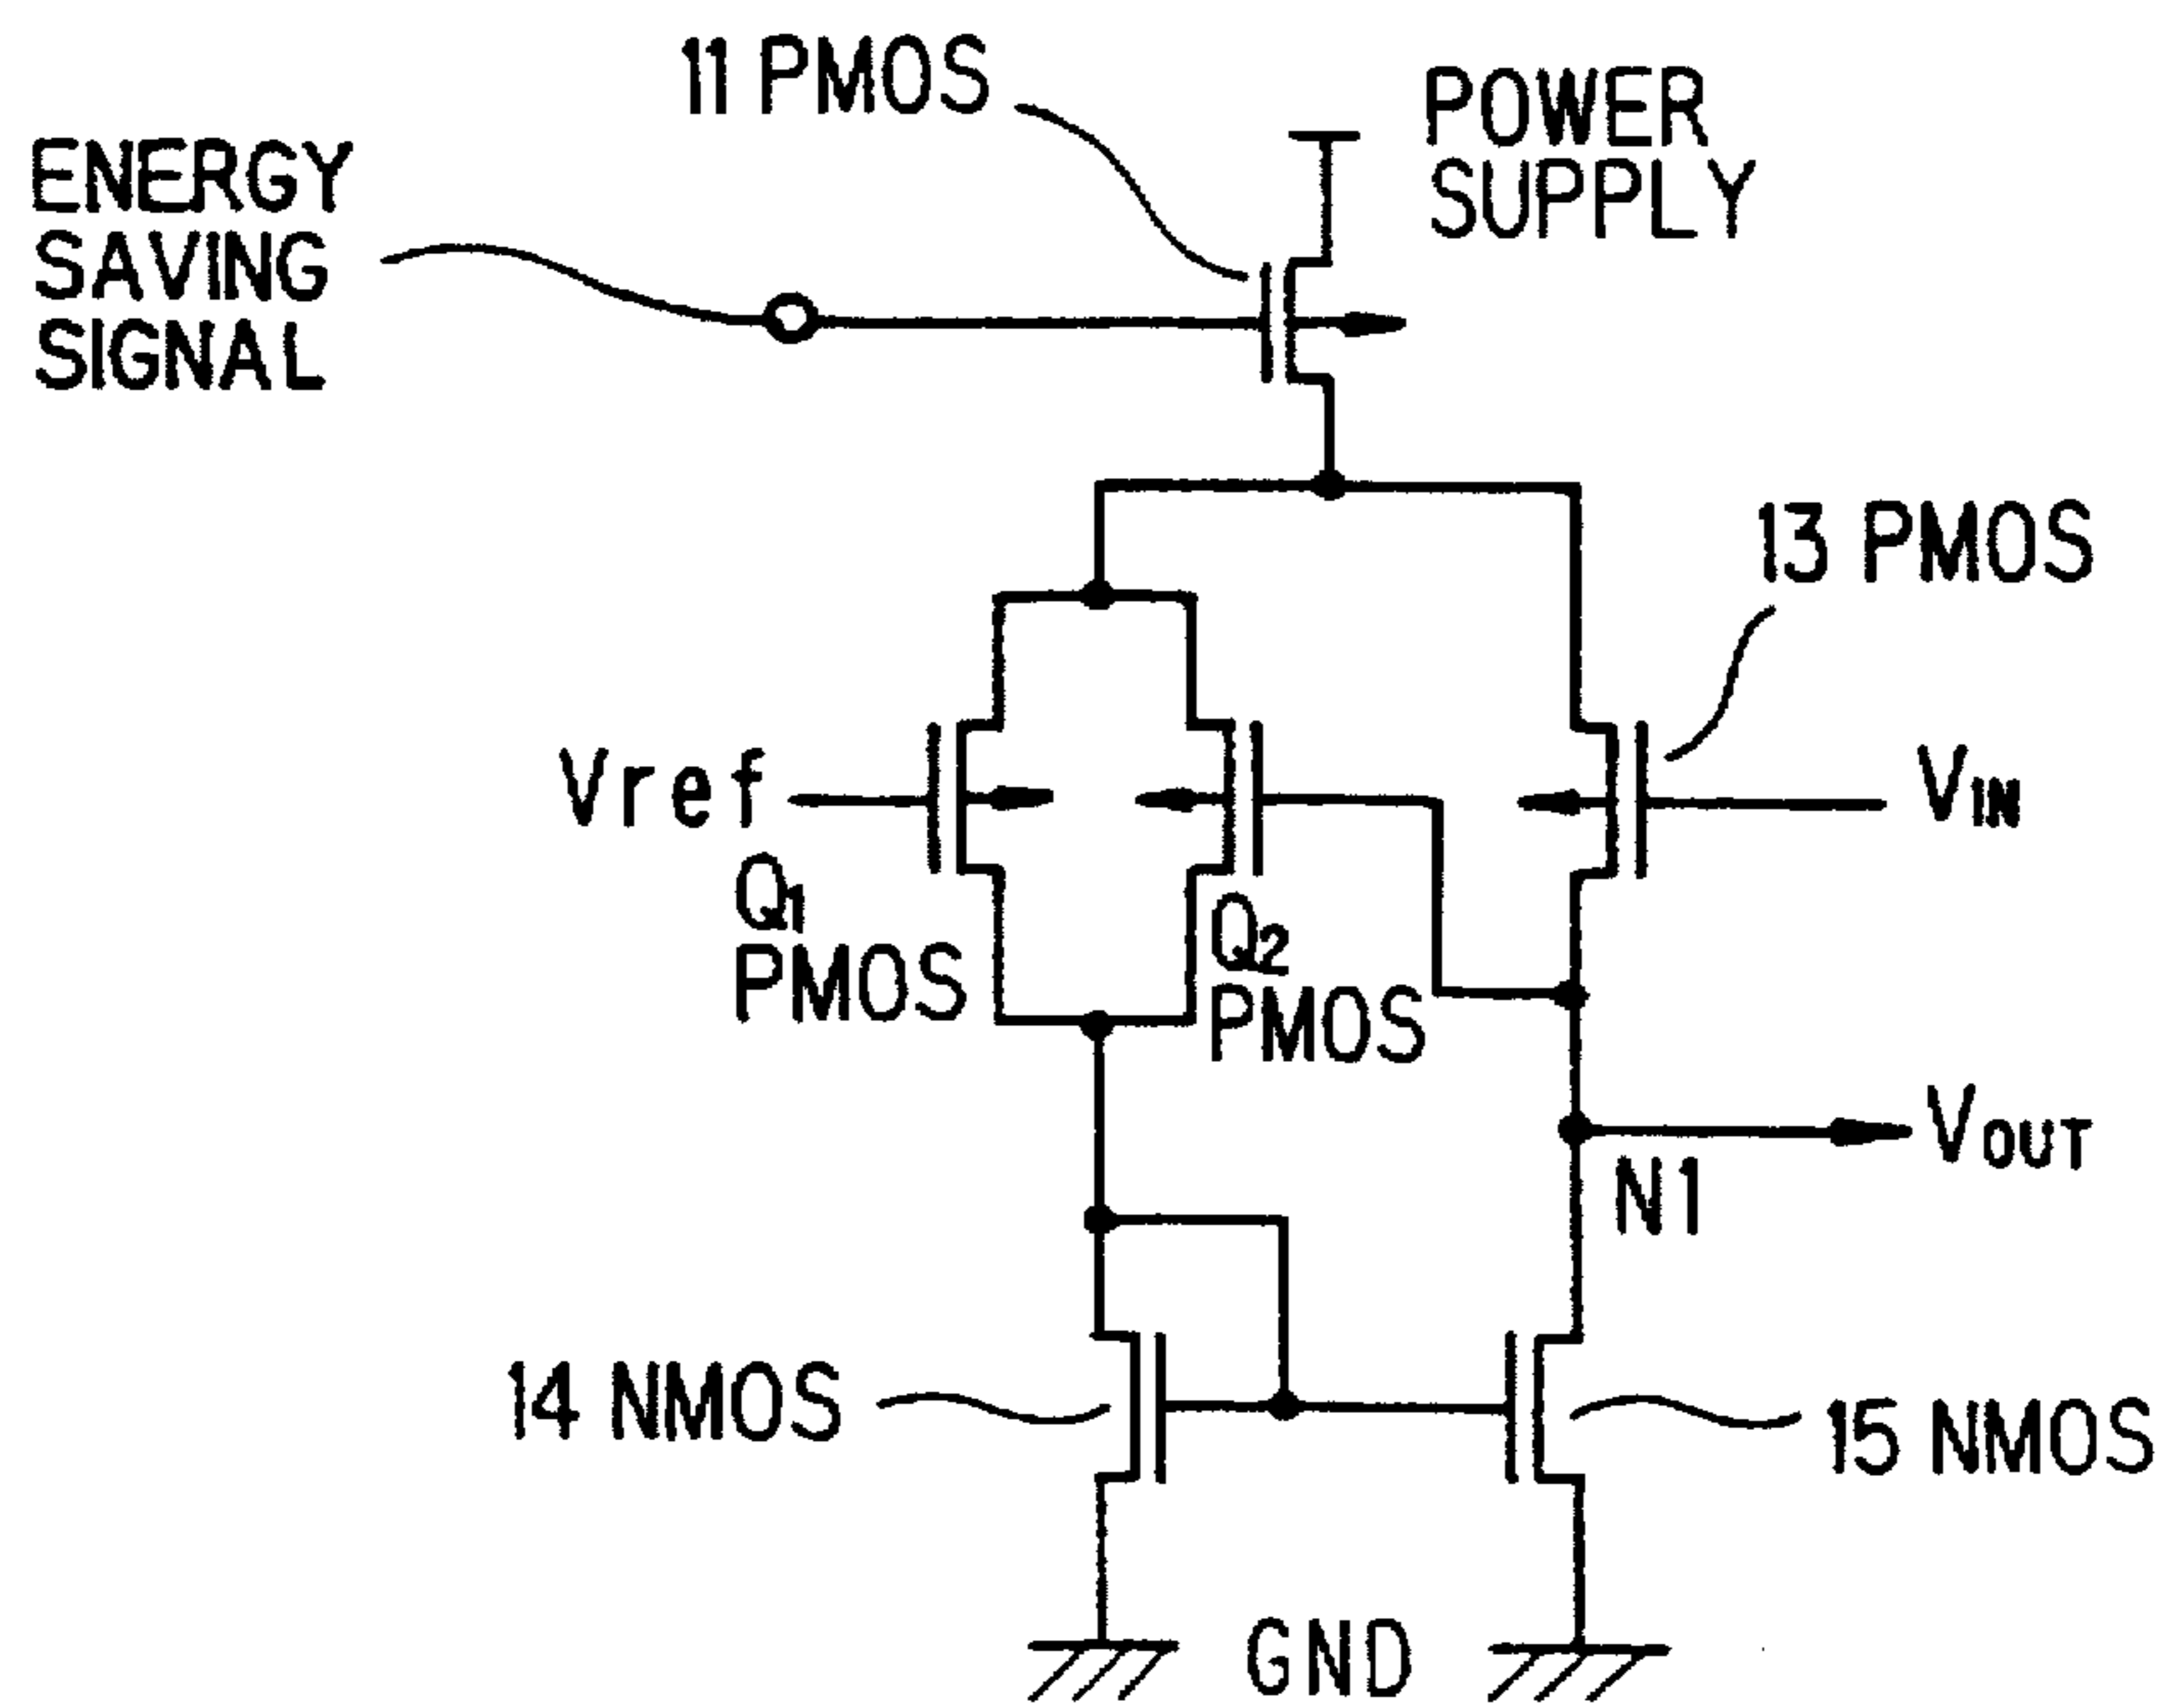 11 PMOS
POWER
SUPPLY
ENERGY
SAVING
SIGNAL
13 PMOS
Vref
VIN
Q1
PMOS
Q2
PMOS
VOUT
N1
14 NMOS
15 NMOS
GND